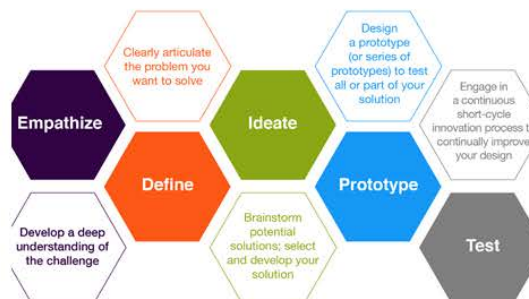 Empathize
Develop a deep
understanding of
the challenge
Clearly articulate
the problem you
want to solve
Define
Ideate
Brainstorm
potential
solutions; select
and develop your
solution
Design
a prototype
(or series of
prototypes) to test
all or part of your
solution
Prototype
Engage in
a continuous
short-cycle
innovation process t
continually improve
your design
Test